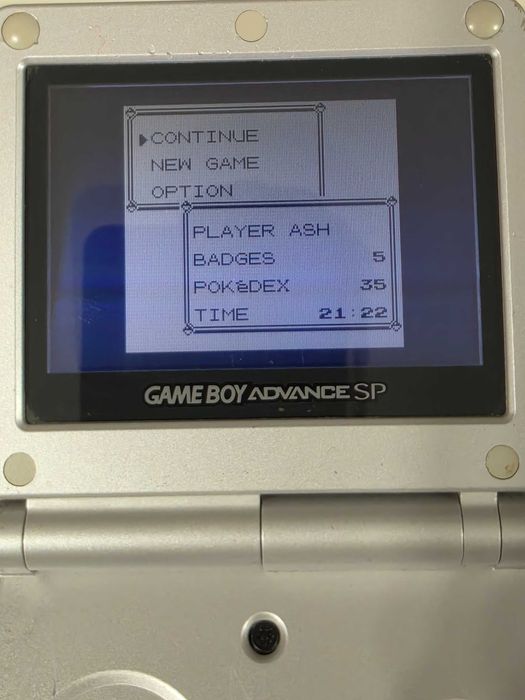 CONTINUE
NEW GAME
OPTION
PLAYER ASH
BADGES 5
POKéDEX 35
TIME 21:22
GAME BOY ADVANCE SP